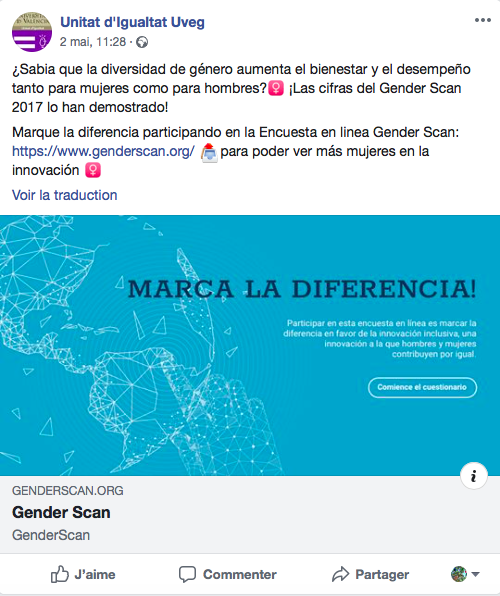 Unitat d'Igualtat Uveg
2 mai, 11:28 ·
¿Sabia que la diversidad de género aumenta el bienestar y el desempeño
tanto para mujeres como para hombres? ¡Las cifras del Gender Scan
2017 lo han demostrado!
Marque la diferencia participando en la Encuesta en linea Gender Scan:
https://www.genderscan.org/ para poder ver más mujeres en la
innovación
Voir la traduction
MARCA LA DIFERENCIA!
Participar en esta encuesta en línea es marcar la
diferencia en favor de la innovación inclusiva, una
innovación a la que hombres y mujeres
contribuyen por igual.
Comience el cuestionario
GENDERSCAN.ORG
Gender Scan
GenderScan
J'aime
Commenter
Partager